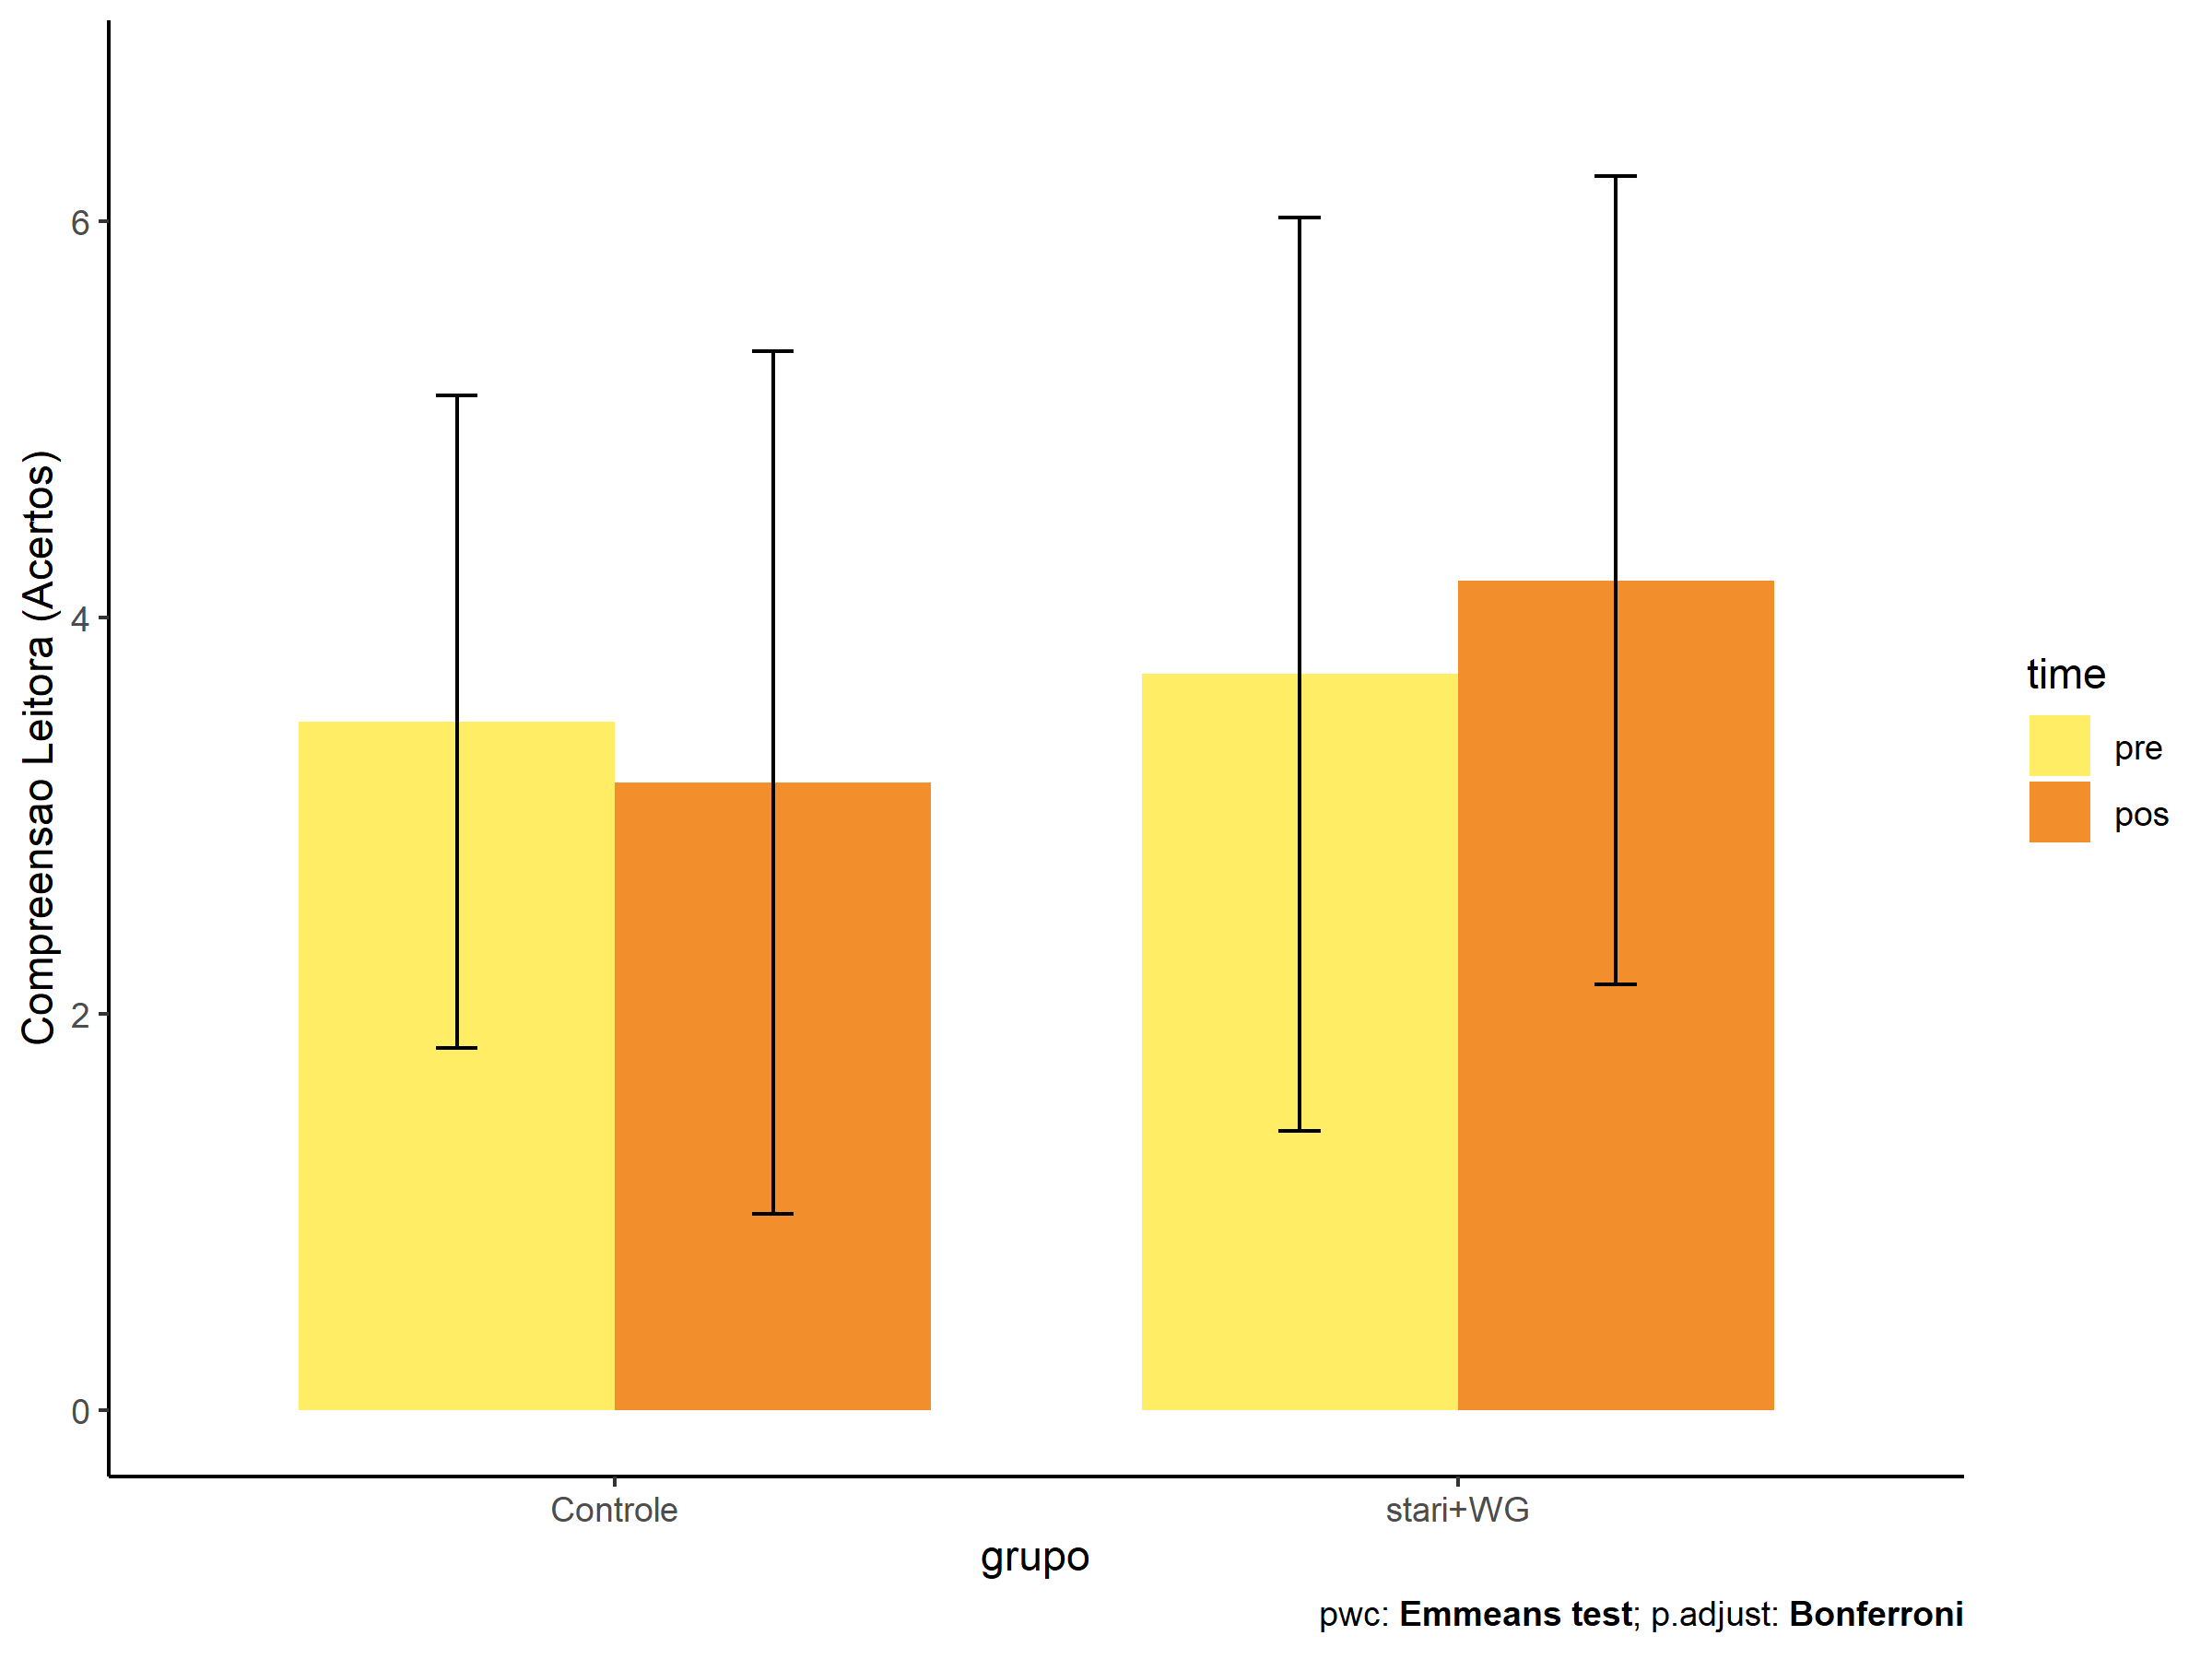 Compreensao Leitora (Acertos)
6
4
2
0
Controle
stari+WG
grupo
time
pre
pos
pwc: Emmeans test; p.adjust: Bonferroni